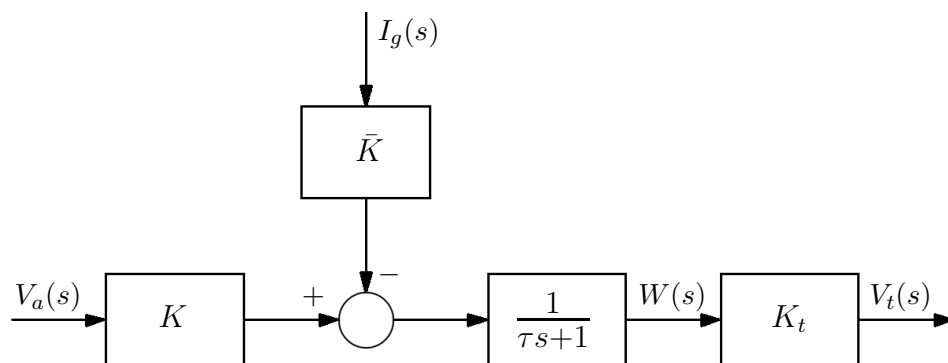 I_g(s)
K̄
−
V_a(s)
K
+
1
τs+1
W(s)
K_t
V_t(s)